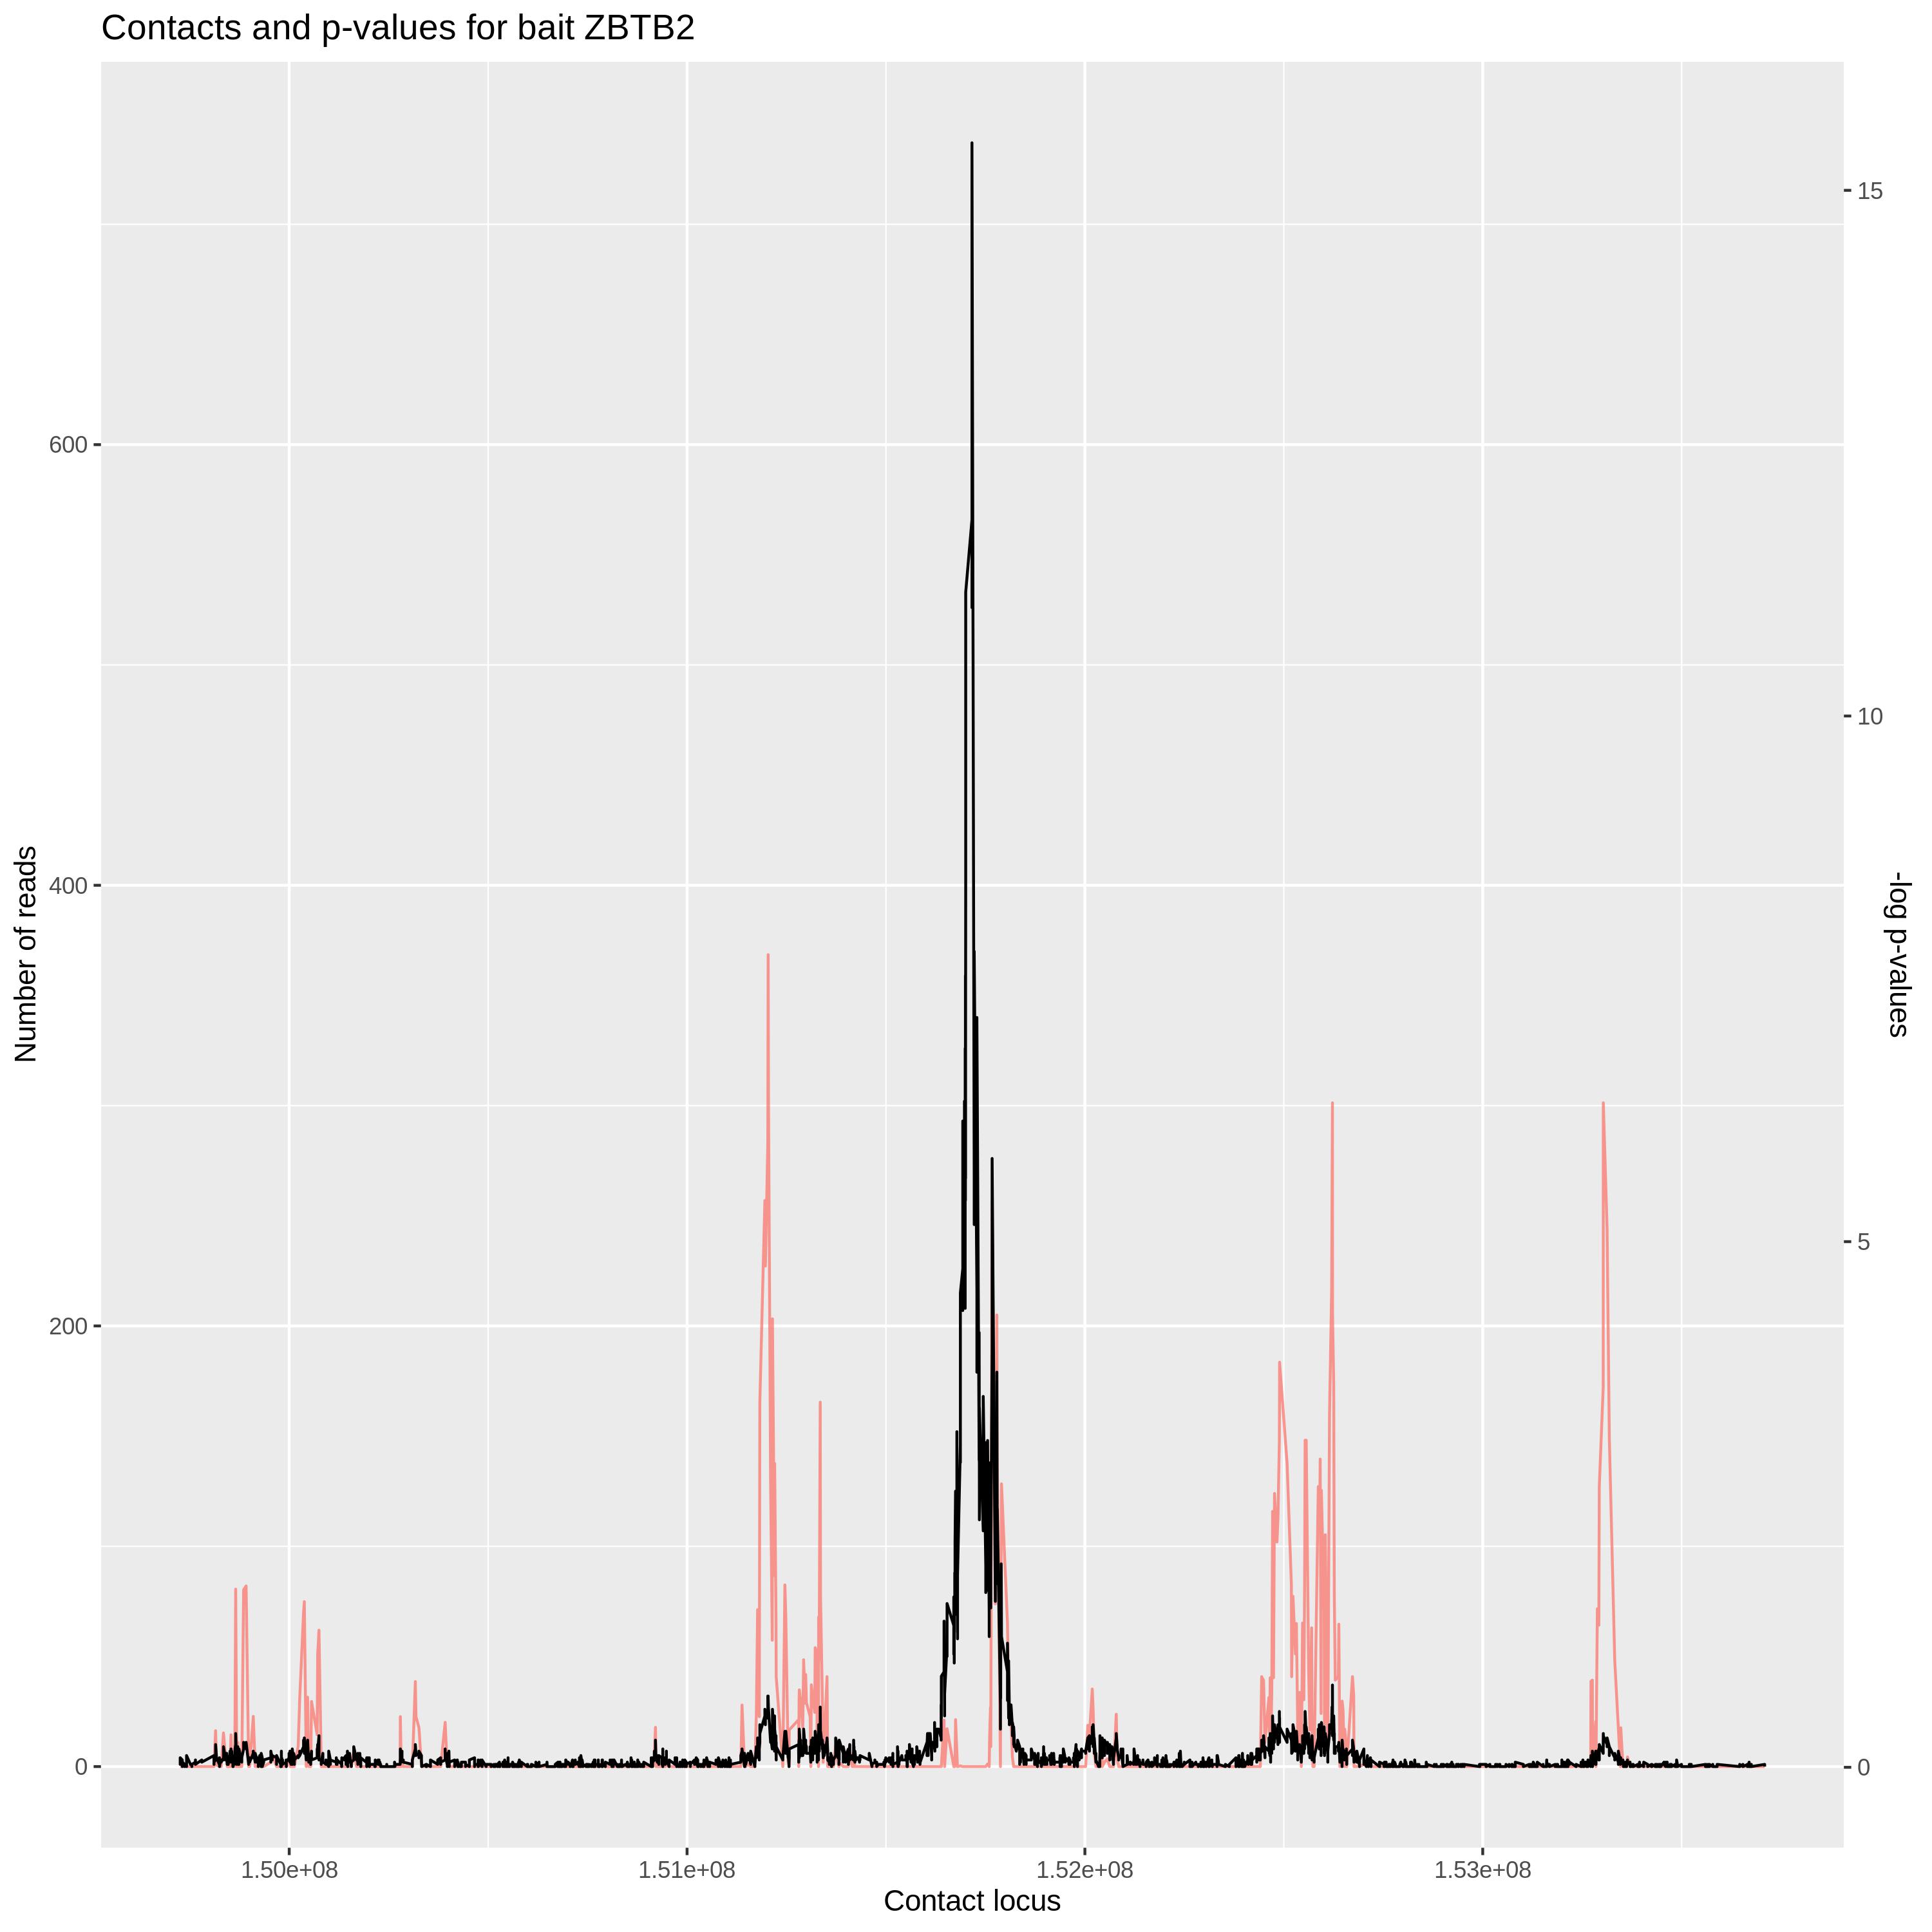 Contacts and p-values for bait ZBTB2
Number of reads
600
400
200
0
15
10
5
0
-log p-values
1.50e+08
1.51e+08
1.52e+08
1.53e+08
Contact locus